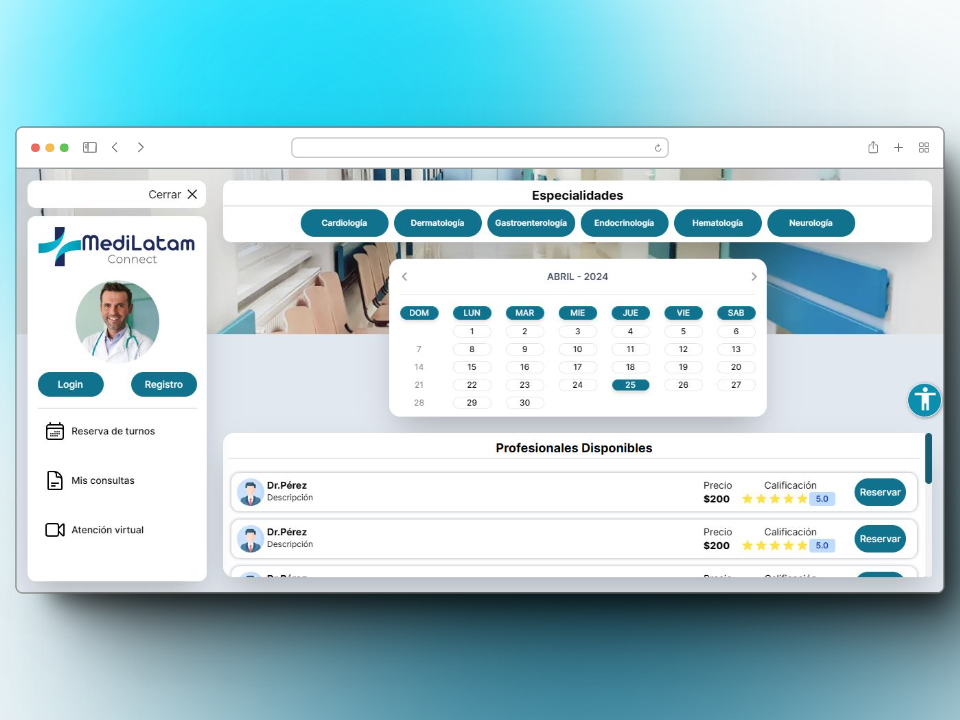 Cerrar
MediLatam
Connect
Login Registro
Reserva de turnos
Mis consultas
Atención virtual
Especialidades
Cardiología Dermatología Gastroenterología Endocrinología Hematología Neurología
ABRIL - 2024
DOM LUN MAR MIE JUE VIE SAB
1 2 3 4 5 6
7 8 9 10 11 12 13
14 15 16 17 18 19 20
21 22 23 24 25 26 27
28 29 30
Profesionales Disponibles
Dr.Pérez Precio Calificación
Descripción $200 5.0 Reservar
Dr.Pérez Precio Calificación
Descripción $200 5.0 Reservar